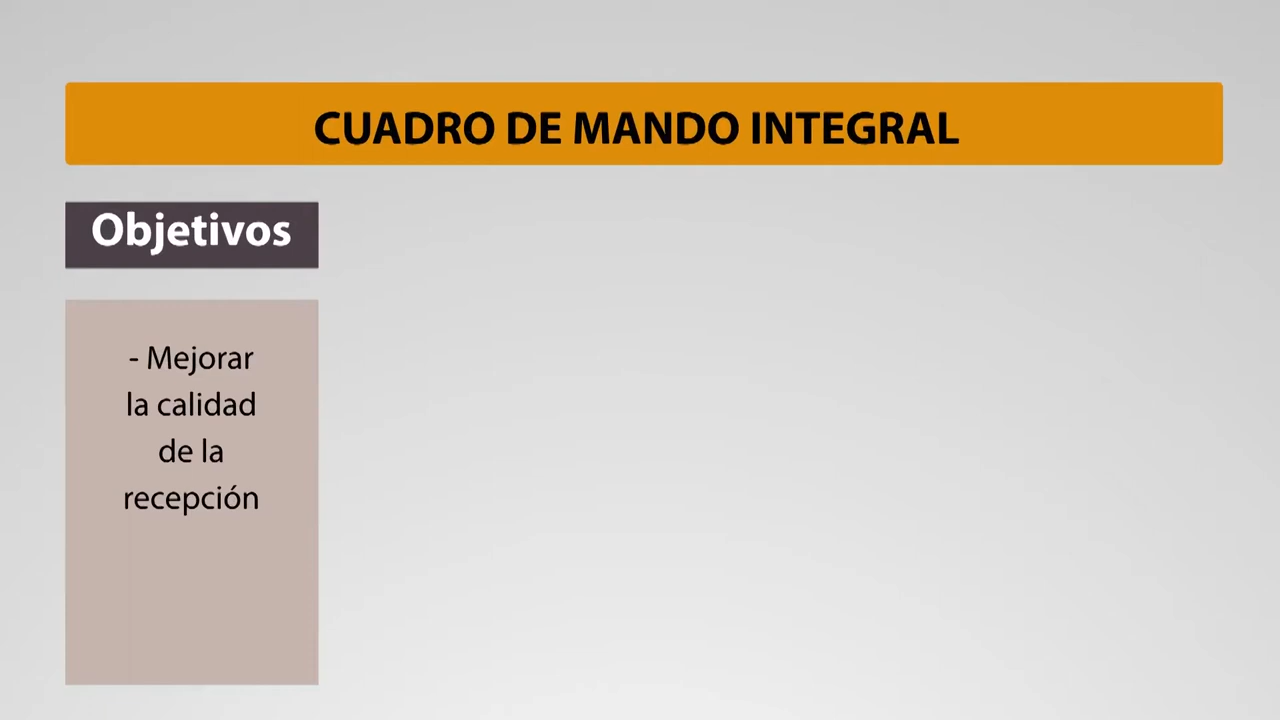 CUADRO DE MANDO INTEGRAL
Objetivos
- Mejorar
la calidad
de la
recepción